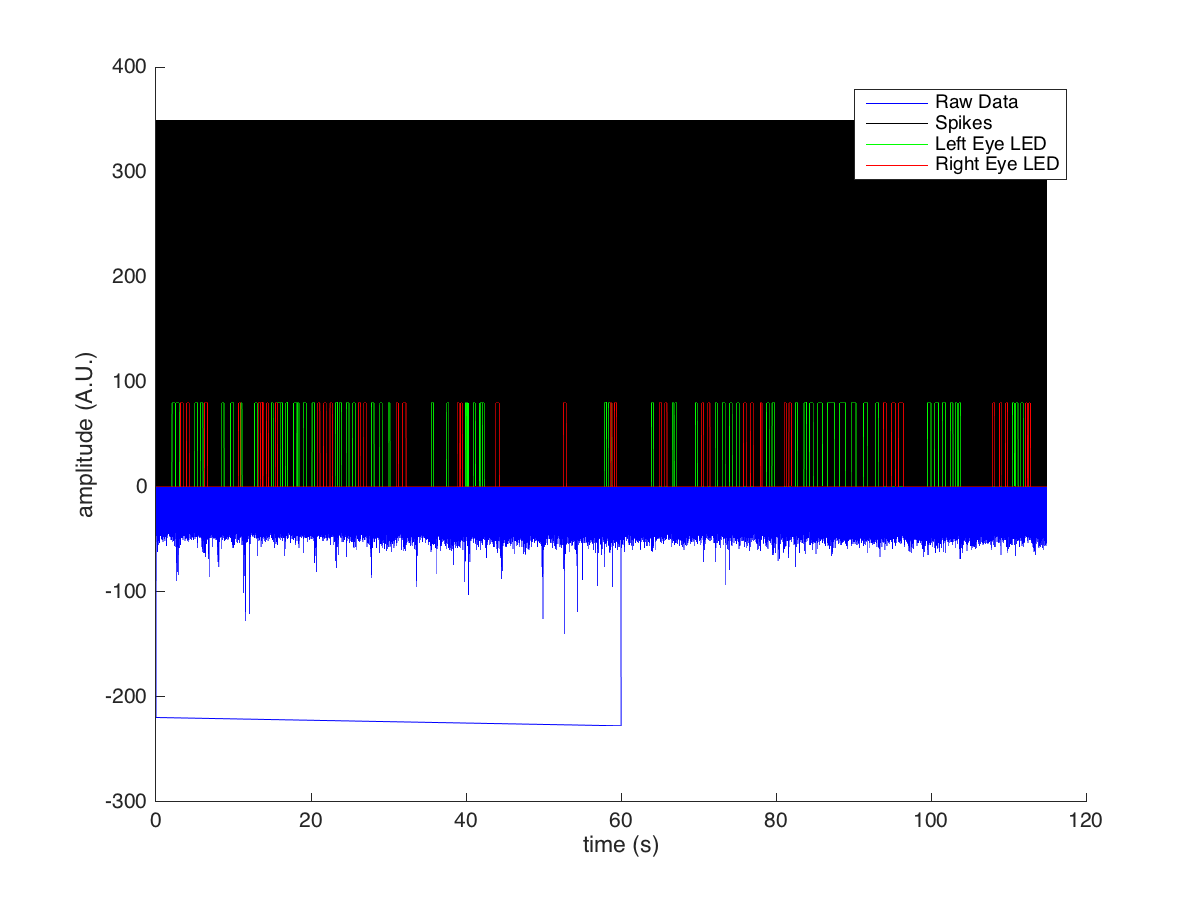 400
300
200
100
0
-100
-200
-300
0 20 40 60 80 100 120
time (s)
amplitude (A.U.)
Raw Data
Spikes
Left Eye LED
Right Eye LED